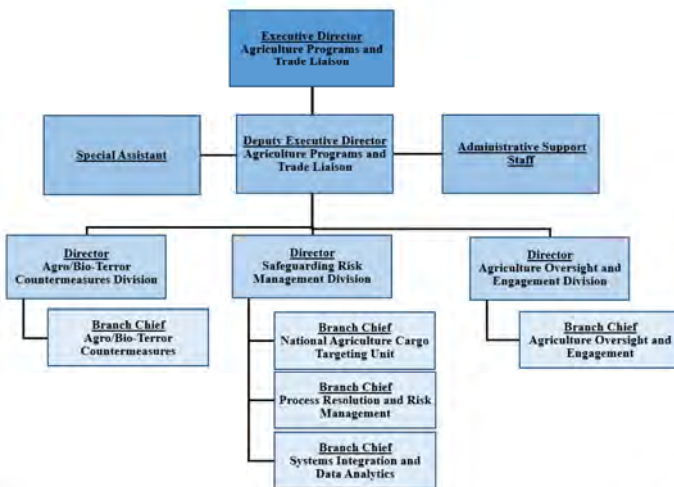 Executive Director
Agriculture Programs and
Trade Liaison
Special Assistant
Deputy Executive Director
Agriculture Programs and
Trade Liaison
Administrative Support
Staff
Director
Agro/Bio-Terror
Countermeasures Division
Director
Safeguarding Risk
Management Division
Director
Agriculture Oversight and
Engagement Division
Branch Chief
Agro/Bio-Terror
Countermeasures
Branch Chief
National Agriculture Cargo
Targeting Unit
Branch Chief
Agriculture Oversight and
Engagement
Branch Chief
Process Resolution and Risk
Management
Branch Chief
Systems Integration and
Data Analytics